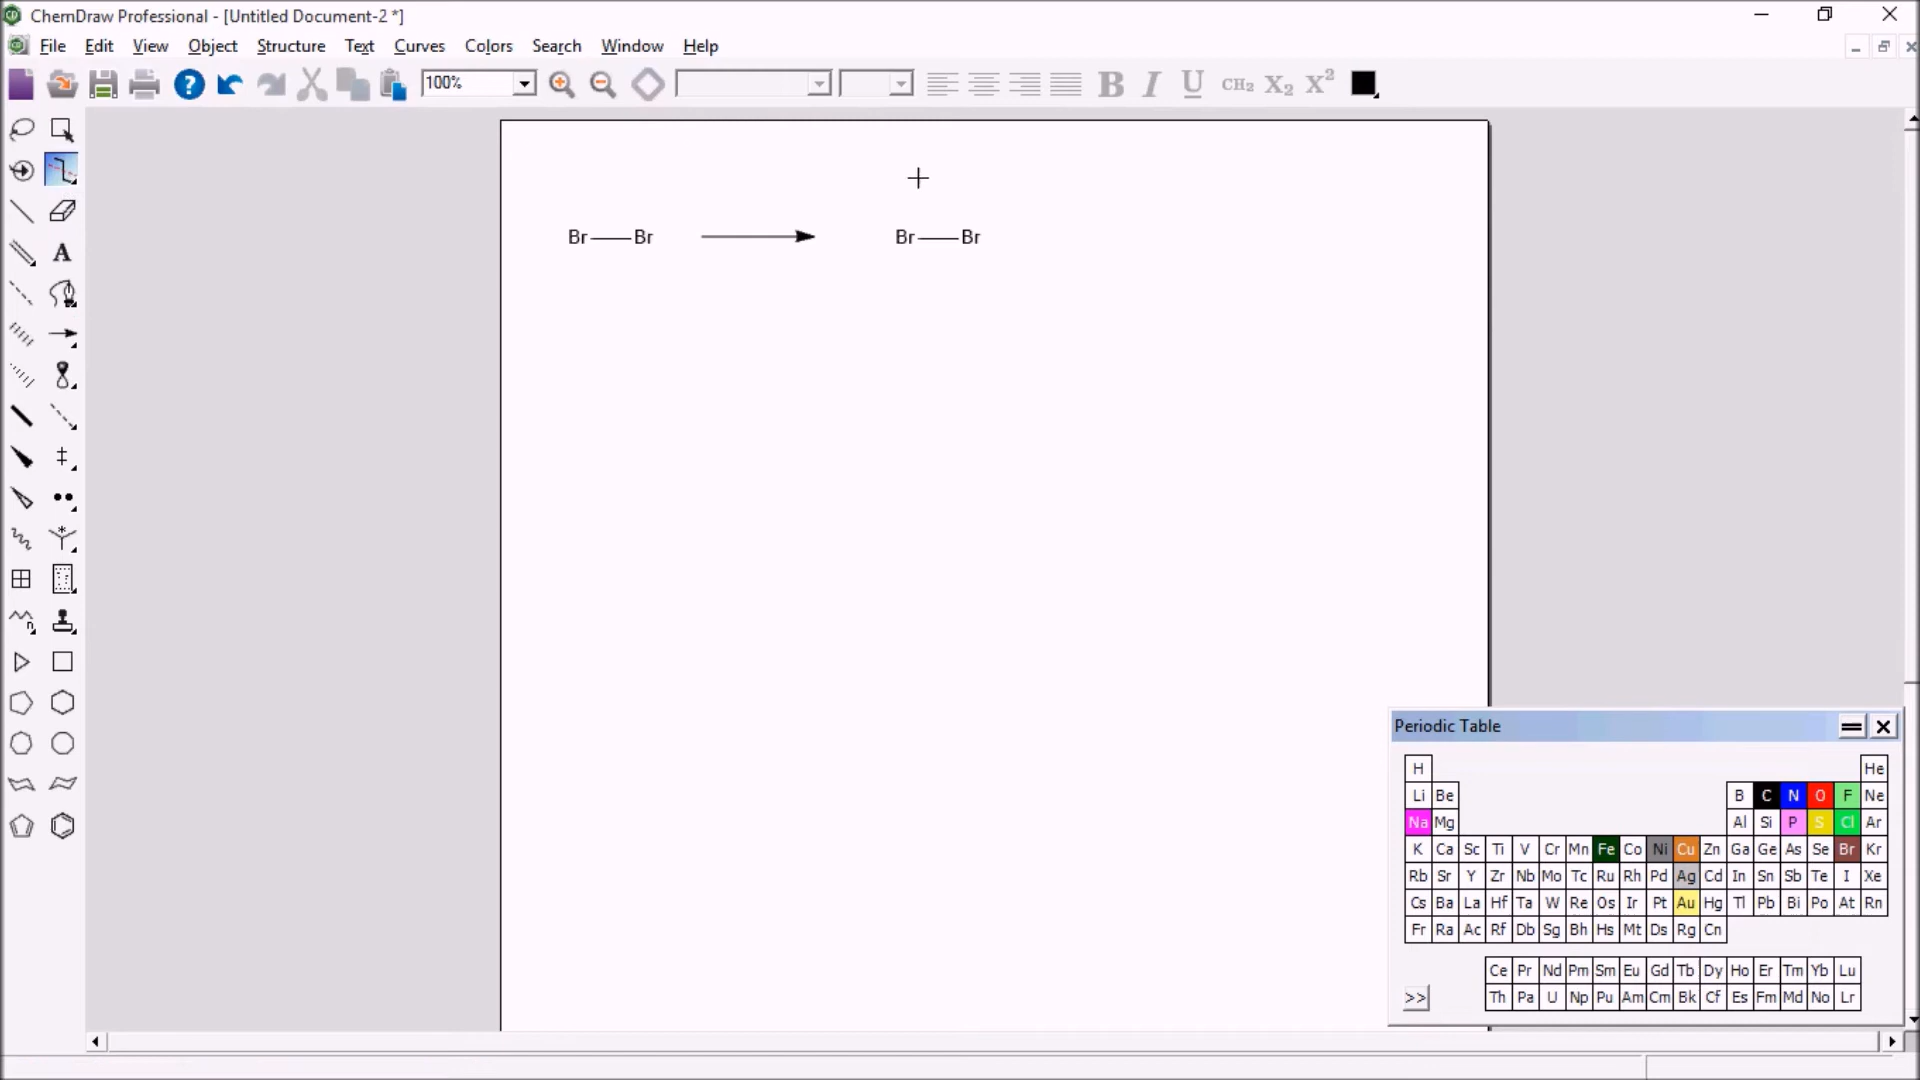 ChemDraw Professional - [Untitled Document-2 *]
File Edit View Object Structure Text Curves Colors Search Window Help
100% B I U CH2 X2 X2
A
n
Br Br Br Br
Periodic Table
H He
Li Be B C N O F Ne
Na Mg Al Si P S Cl Ar
K Ca Sc Ti V Cr Mn Fe Co Ni Cu Zn Ga Ge As Se Br Kr
Rb Sr Y Zr Nb Mo Tc Ru Rh Pd Ag Cd In Sn Sb Te I Xe
Cs Ba La Hf Ta W Re Os Ir Pt Au Hg Tl Pb Bi Po At Rn
Fr Ra Ac Rf Db Sg Bh Hs Mt Ds Rg Cn
Ce Pr Nd Pm Sm Eu Gd Tb Dy Ho Er Tm Yb Lu
>> Th Pa U Np Pu Am Cm Bk Cf Es Fm Md No Lr